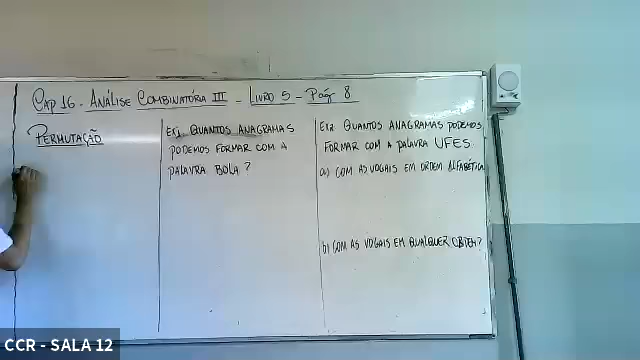 CAP 16 - ANÁLISE COMBINATÓRIA III - LIVRO 5 - PÁG 8
PERMUTAÇÃO
EX1 QUANTOS ANAGRAMAS
PODEMOS FORMAR COM A
PALAVRA BOLA?
EX2 QUANTOS ANAGRAMAS PODEMOS
FORMAR COM A PALAVRA UFES
a) COM AS VOGAIS EM ORDEM ALFABÉTICA
b) COM AS VOGAIS EM QUALQUER ORDEM?
CCR - SALA 12